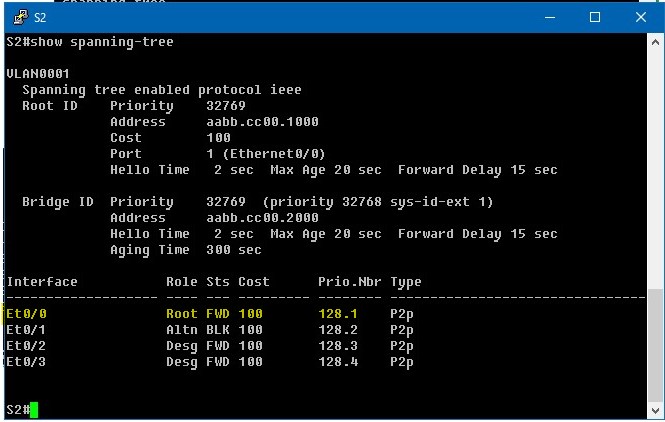 S2
S2#show spanning-tree
VLAN0001
  Spanning tree enabled protocol ieee
  Root ID    Priority    32769
             Address     aabb.cc00.1000
             Cost        100
             Port        1 (Ethernet0/0)
             Hello Time   2 sec  Max Age 20 sec  Forward Delay 15 sec
  Bridge ID  Priority    32769  (priority 32768 sys-id-ext 1)
             Address     aabb.cc00.2000
             Hello Time   2 sec  Max Age 20 sec  Forward Delay 15 sec
             Aging Time  300 sec
Interface           Role Sts Cost      Prio.Nbr Type
------------------- ---- --- --------- -------- --------------------------------
Et0/0               Root FWD 100       128.1    P2p
Et0/1               Altn BLK 100       128.2    P2p
Et0/2               Desg FWD 100       128.3    P2p
Et0/3               Desg FWD 100       128.4    P2p
S2#